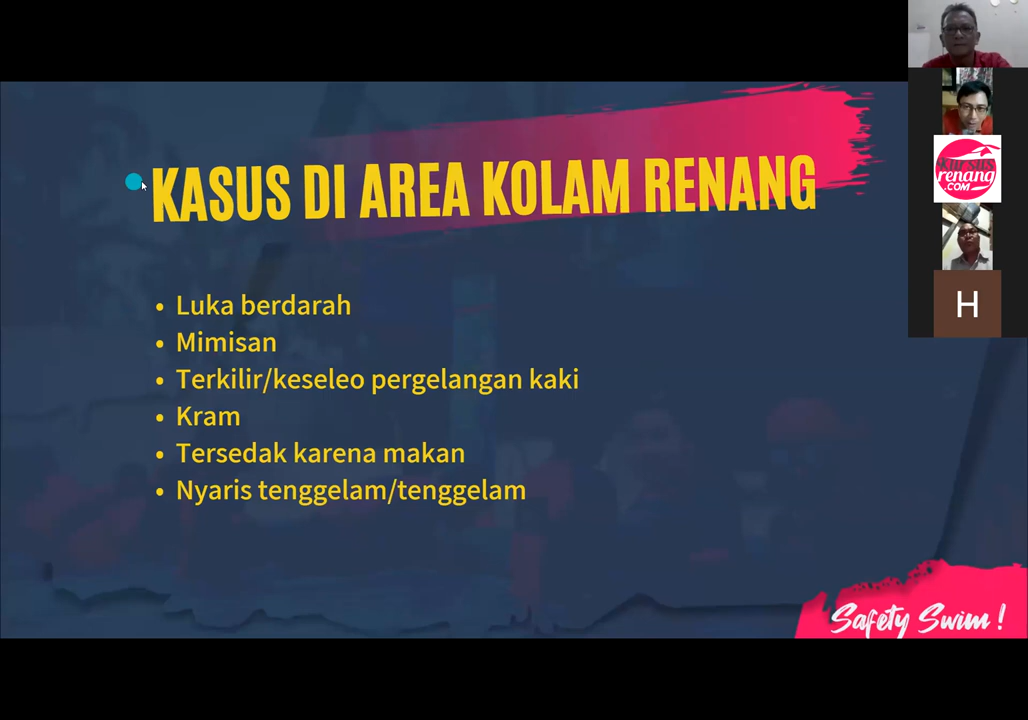 KASUS DI AREA KOLAM RENANG
• Luka berdarah
• Mimisan
• Terkilir/keseleo pergelangan kaki
• Kram
• Tersedak karena makan
• Nyaris tenggelam/tenggelam
Safety Swim !
kursus
renang
.COM
H